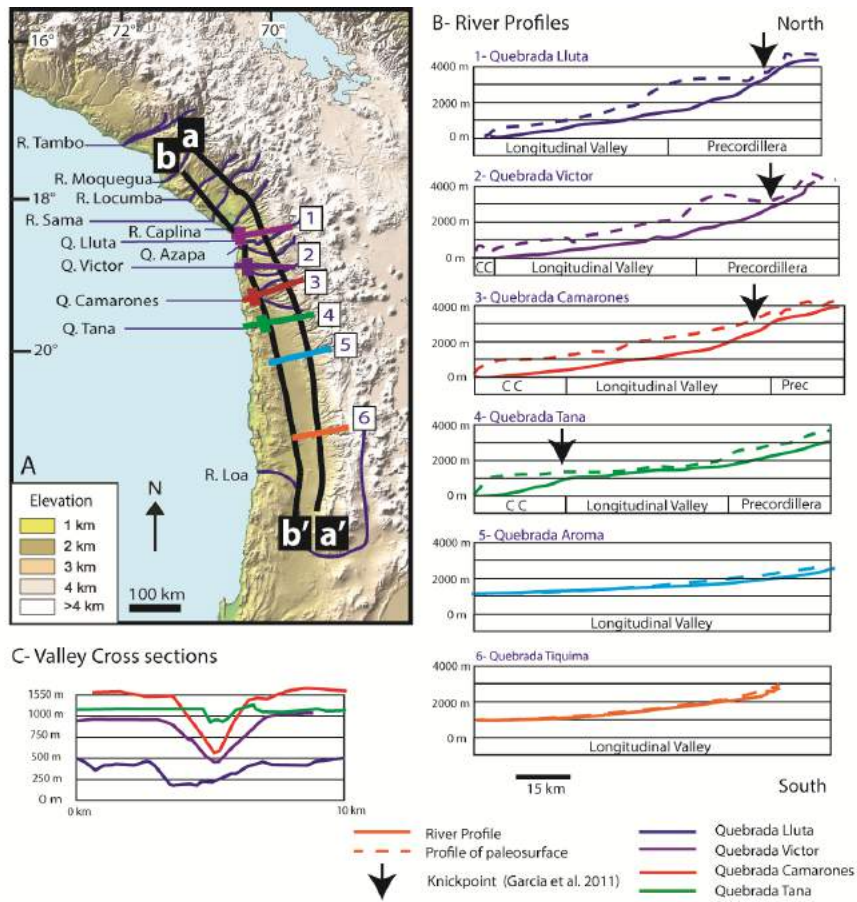 72° 70°
16°
R. Tambo
a
b
R. Moquegua
R. Locumba
18°
R. Sama
R. Caplina
Q. Lluta
Q. Azapa
Q. Victor
Q. Camarones
Q. Tana
20°
1
2
3
4
5
6
R. Loa
A
N
b' a'
Elevation
1 km
2 km
3 km
4 km
>4 km
100 km
B- River Profiles North
1- Quebrada Lluta
4000 m
2000 m
0 m
Longitudinal Valley Precordillera
2- Quebrada Victor
4000 m
2000 m
0 m
CC Longitudinal Valley Precordillera
3- Quebrada Camarones
4000 m
2000 m
0 m
C C Longitudinal Valley Prec
4- Quebrada Tana
4000 m
2000 m
0 m
C C Longitudinal Valley Precordillera
5- Quebrada Aroma
4000 m
2000 m
0 m
Longitudinal Valley
6- Quebrada Tiquima
4000 m
2000 m
0 m
Longitudinal Valley
15 km
South
C- Valley Cross sections
1550 m
1000 m
750 m
500 m
250 m
0 m
0 km 10 km
River Profile
Profile of paleosurface
Knickpoint (Garcia et al. 2011)
Quebrada Lluta
Quebrada Victor
Quebrada Camarones
Quebrada Tana